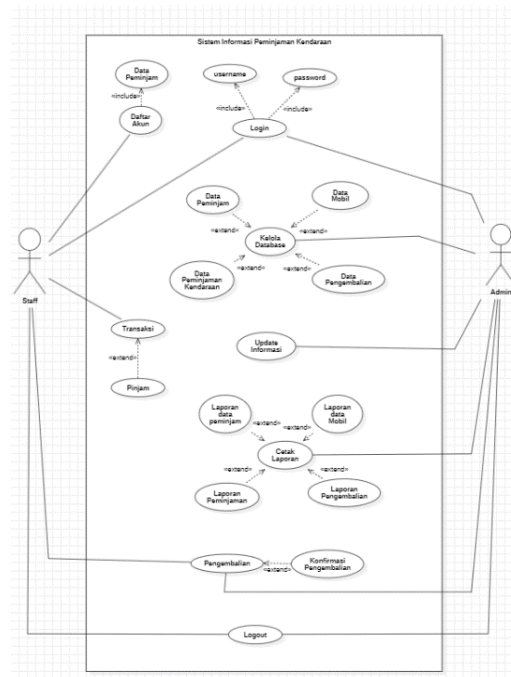 Sistem Informasi Peminjaman Kendaraan
Data
Peminjam
username
password
«include»
«include»
«include»
Daftar
Akun
Login
Data
Peminjam
Data
Mobil
«extend»
«extend»
Kelola
Database
Data
Peminjaman
Kendaraan
«extend»
«extend»
Data
Pengembalian
Staff
Admin
Transaksi
«extend»
Pinjam
Update
Informasi
Laporan
data
peminjam
Laporan
data
Mobil
«extend»
«extend»
Cetak
Laporan
«extend»
«extend»
Laporan
Peminjaman
Laporan
Pengembalian
Pengembalian
«extend»
Konfirmasi
Pengembalian
Logout